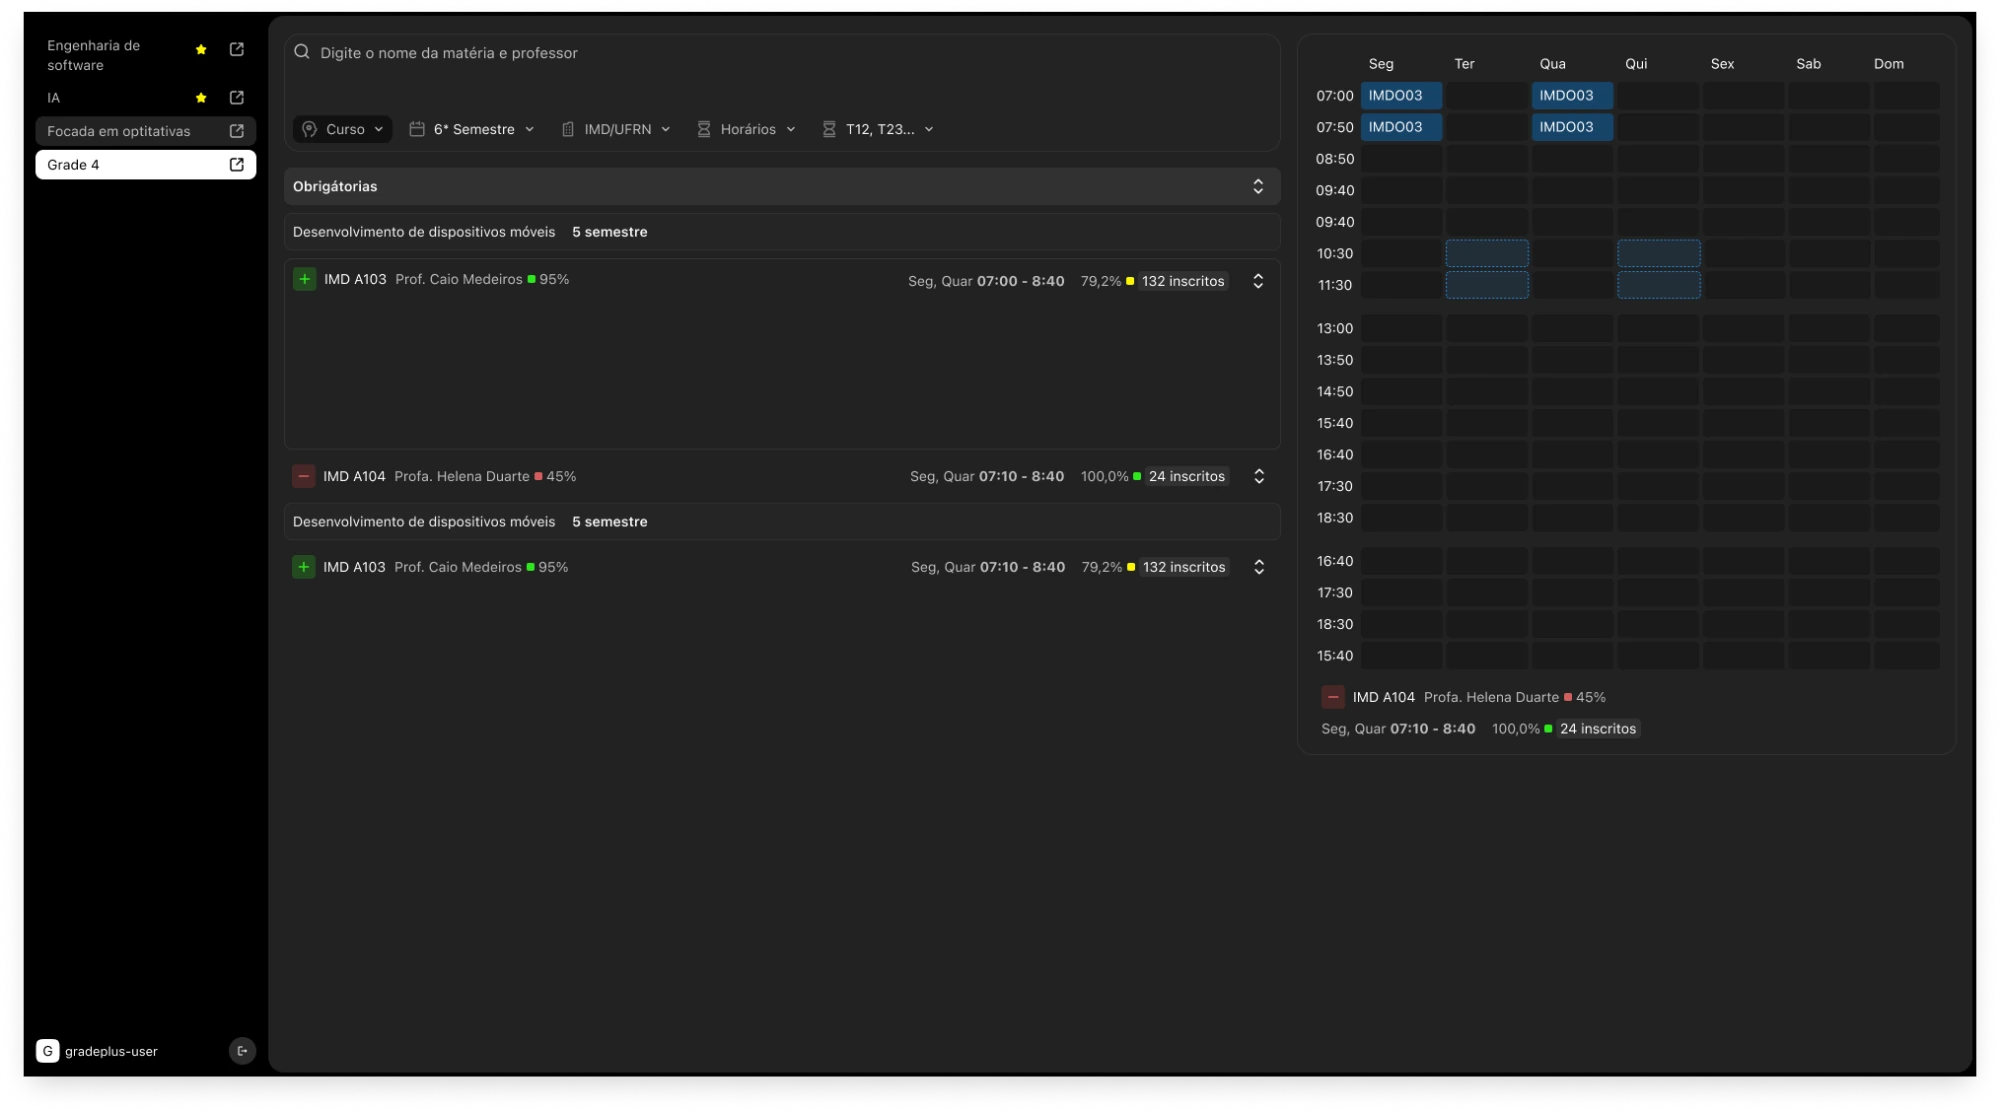 Engenharia de
software
IA
Focada em optitativas
Grade 4
gradeplus-user
G
Digite o nome da matéria e professor
Curso
6ª Semestre
IMD/UFRN
Horários
T12, T23...
Obrigátorias
Desenvolvimento de dispositivos móveis 5 semestre
+ IMD A103 Prof. Caio Medeiros 95% Seg, Quar 07:00 - 8:40 79,2% 132 inscritos
− IMD A104 Profa. Helena Duarte 45% Seg, Quar 07:10 - 8:40 100,0% 24 inscritos
Desenvolvimento de dispositivos móveis 5 semestre
+ IMD A103 Prof. Caio Medeiros 95% Seg, Quar 07:10 - 8:40 79,2% 132 inscritos
Seg Ter Qua Qui Sex Sab Dom
07:00 IMDO03 IMDO03
07:50 IMDO03 IMDO03
08:50
09:40
09:40
10:30
11:30
13:00
13:50
14:50
15:40
16:40
17:30
18:30
16:40
17:30
18:30
15:40
− IMD A104 Profa. Helena Duarte 45%
Seg, Quar 07:10 - 8:40 100,0% 24 inscritos